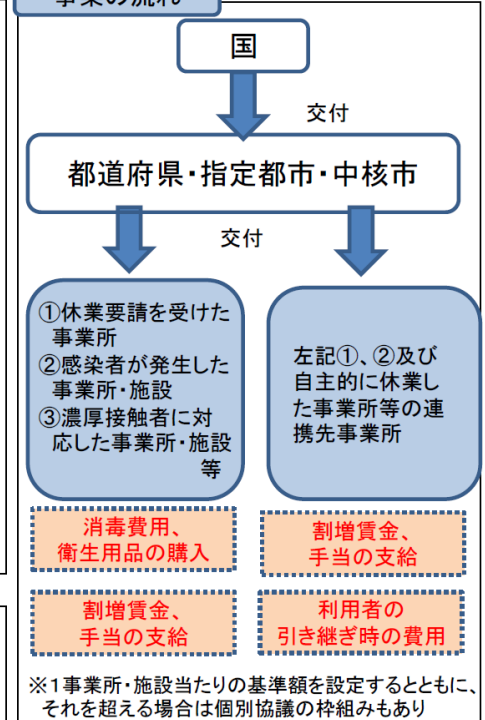 事業の流れ
国
交付
都道府県・指定都市・中核市
交付
①休業要請を受けた
事業所
②感染者が発生した
事業所・施設
③濃厚接触者に対
応した事業所・施設
等
左記①、②及び
自主的に休業し
た事業所等の連
携先事業所
消毒費用、
衛生用品の購入
割増賃金、
手当の支給
割増賃金、
手当の支給
利用者の
引き継ぎ時の費用
※1事業所・施設当たりの基準額を設定するとともに、
それを超える場合は個別協議の枠組みもあり